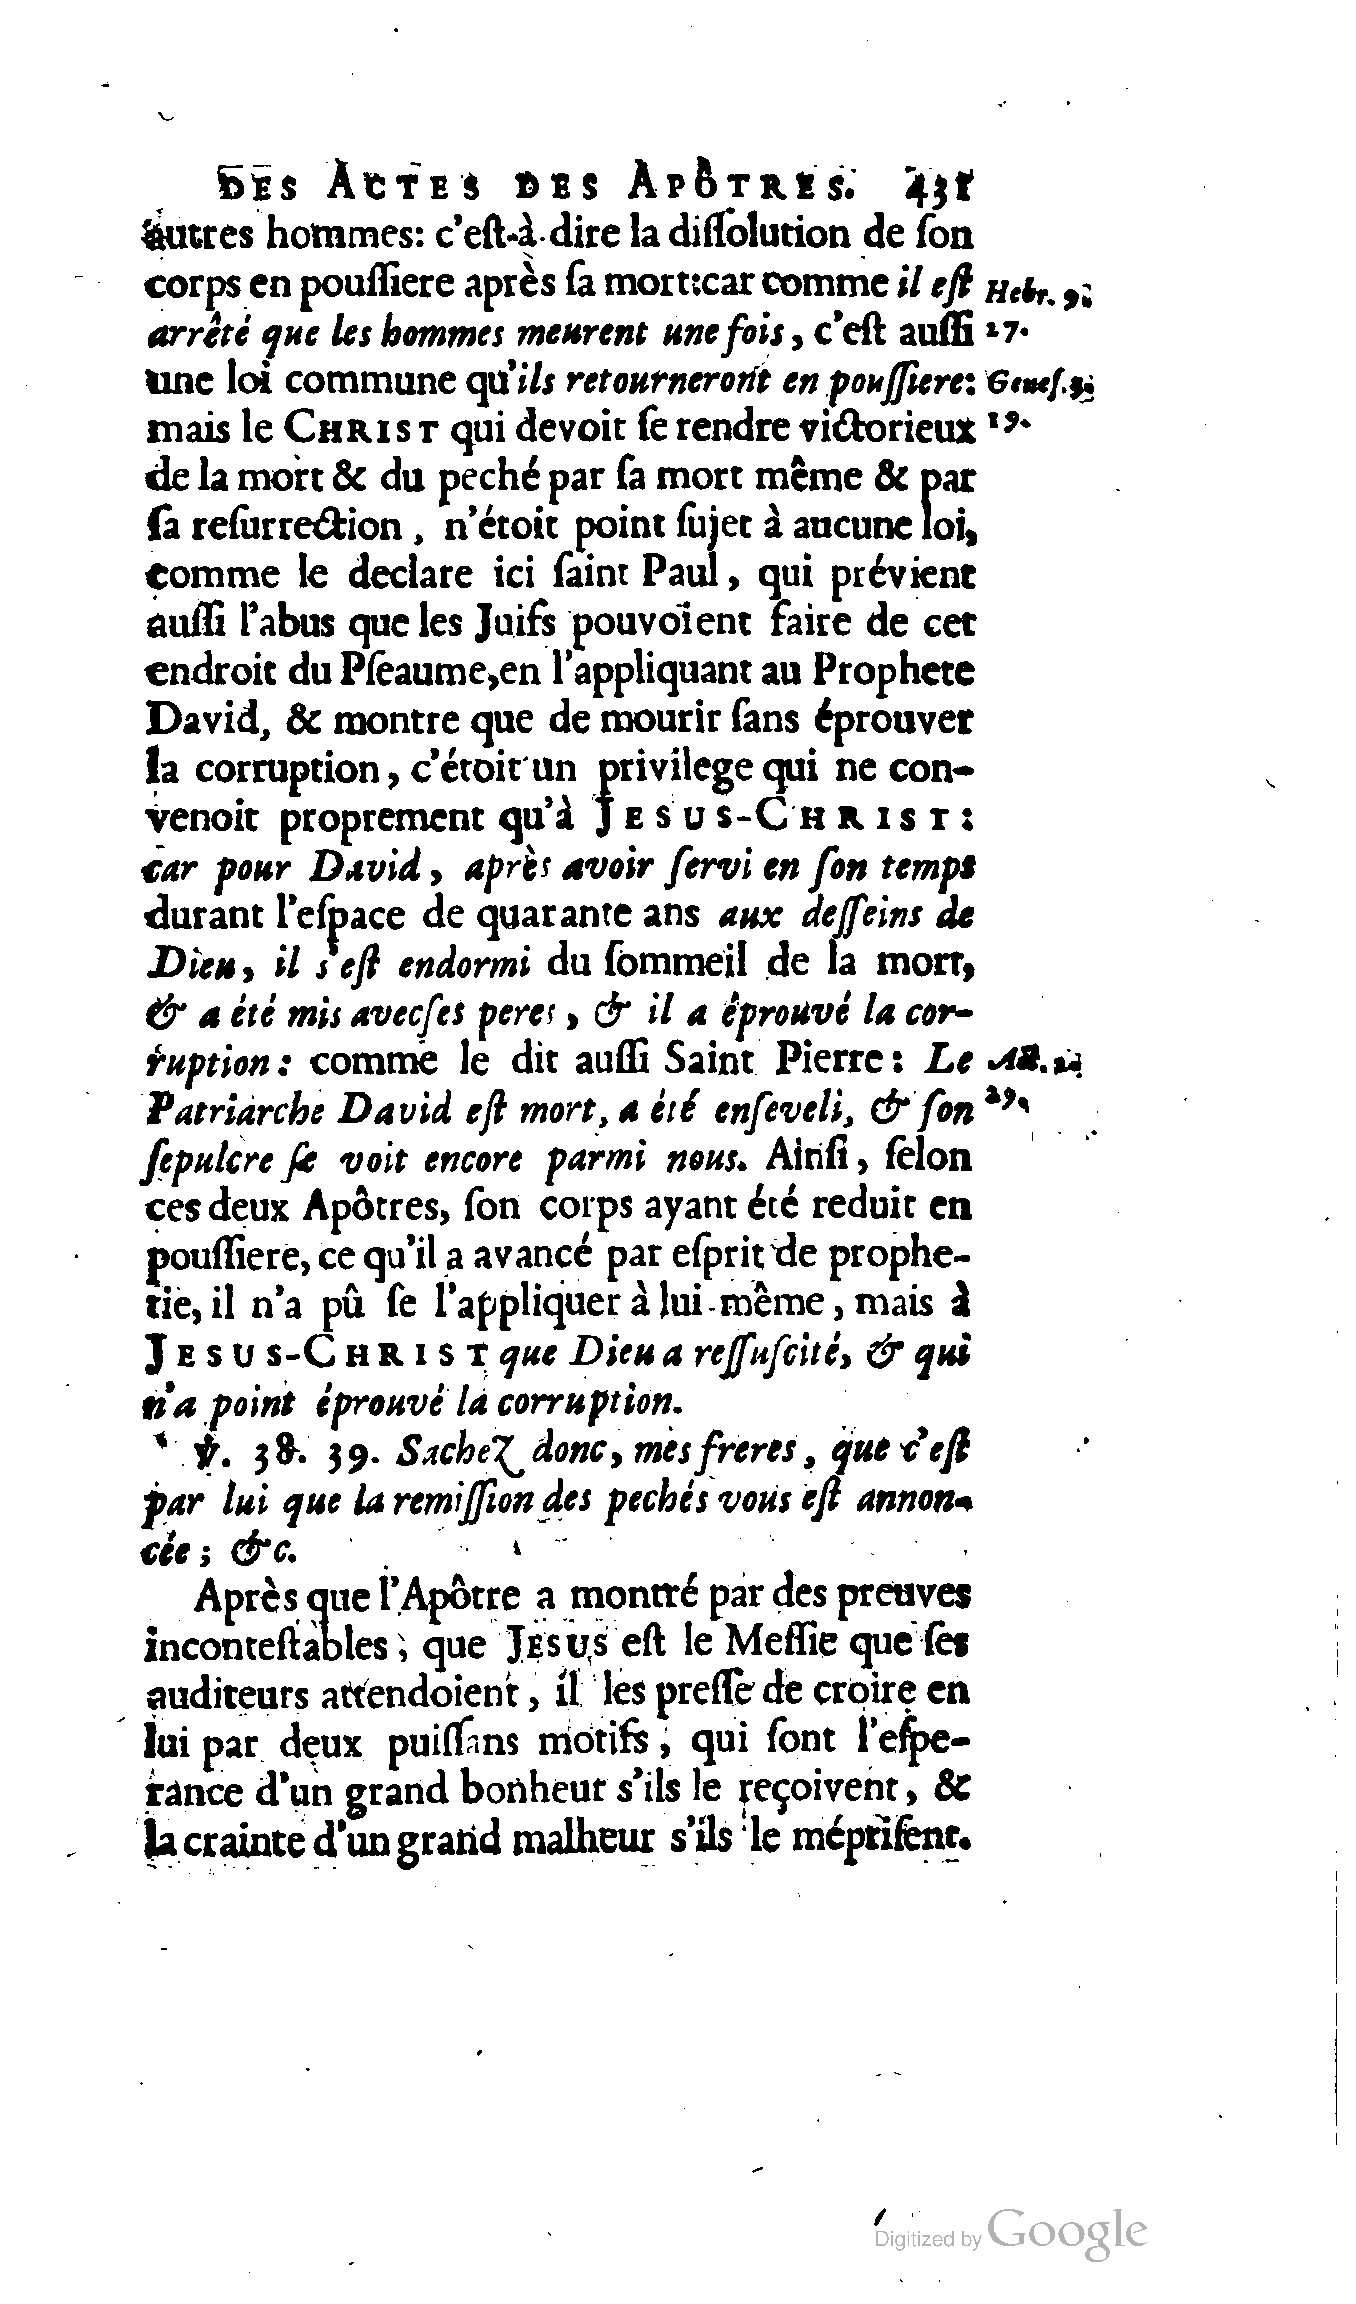 DES ACTES DES APÔTRES. 431
autres hommes: c'eſt-à-dire la diſſolution de ſon
corps en pouſſiere après ſa mort: car comme il eſt
arrêté que les hommes meurent une fois, c'eſt auſſi
une loi commune qu'ils retourneront en pouſſiere:
mais le CHRIST qui devoit ſe rendre victorieux
de la mort & du peché par ſa mort même & par
ſa reſurrection, n'étoit point ſujet à aucune loi,
comme le declare ici ſaint Paul, qui prévient
auſſi l'abus que les Juifs pouvoient faire de cet
endroit du Pſeaume, en l'appliquant au Prophete
David, & montre que de mourir ſans éprouver
la corruption, c'étoit un privilege qui ne con-
venoit proprement qu'à JESUS-CHRIST:
car pour David, après avoir ſervi en ſon temps
durant l'eſpace de quarante ans aux deſſeins de
Dieu, il s'eſt endormi du ſommeil de la mort,
& a été mis avec ſes peres, & il a éprouvé la cor-
ruption: comme le dit auſſi Saint Pierre: Le
Patriarche David eſt mort, a été enſeveli, & ſon
ſepulcre ſe voit encore parmi nous. Ainſi, ſelon
ces deux Apôtres, ſon corps ayant été reduit en
pouſſiere, ce qu'il a avancé par eſprit de prophe-
tie, il n'a pû ſe l'appliquer à lui-même, mais à
JESUS-CHRIST que Dieu a reſſuſcité, & qui
n'a point éprouvé la corruption.
℣. 38. 39. Sachez donc, mes freres, que c'eſt
par lui que la remiſſion des pechés vous eſt annon-
cée; &c.
Après que l'Apôtre a montré par des preuves
inconteſtables, que JESUS eſt le Meſſie que ſes
auditeurs attendoient, il les preſſe de croire en
lui par deux puiſſans motifs, qui ſont l'eſpe-
rance d'un grand bonheur s'ils le reçoivent, &
la crainte d'un grand malheur s'ils le mépriſent.
Hebr. 9.
27.
Geneſ. 3.
19.
Act. 2.
29.
Digitized by Google